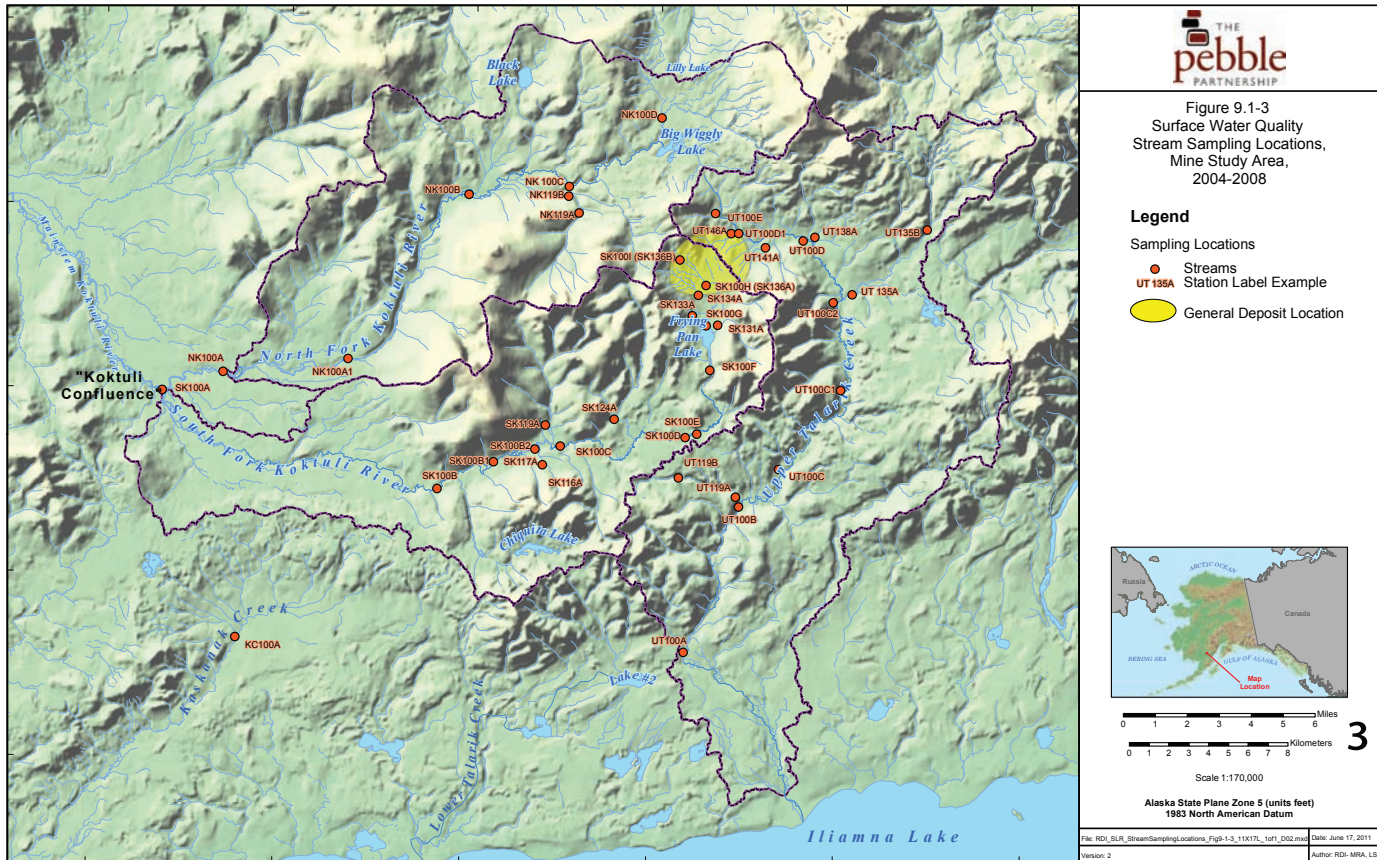 Black
Lake
Lilly Lake
NK100D
Big Wiggly
Lake
NK100B
NK 100C
NK119B
NK119A
UT100E
UT146A
UT100D1
UT138A
UT135B
UT141A
UT100D
SK100I (SK136B)
SK100H (SK136A)
SK134A
SK133A
SK100G
UT 135A
UT100C2
Frying
Pan
Lake
SK131A
Mainstem Koktuli River
North Fork Koktuli River
NK100A
NK100A1
SK100F
"Koktuli
Confluence"
SK100A
UT100C1
Upper Talarik Creek
SK124A
SK119A
SK100E
SK100D
South Fork Koktuli River
SK100B2
SK100C
SK100B1
SK117A
SK116A
SK100B
UT119B
UT100C
UT119A
UT100B
Chiquita Lake
Kaskanak Creek
KC100A
UT100A
Lake #2
Lower Talarik Creek
Iliamna Lake
THE
pebble
PARTNERSHIP
Figure 9.1-3
Surface Water Quality
Stream Sampling Locations,
Mine Study Area,
2004-2008
Legend
Sampling Locations
Streams
UT 135A Station Label Example
General Deposit Location
ARCTIC OCEAN
Russia
Canada
BERING SEA
GULF OF ALASKA
Map
Location
Miles
0 1 2 3 4 5 6
Kilometers
0 1 2 3 4 5 6 7 8
3
Scale 1:170,000
Alaska State Plane Zone 5 (units feet)
1983 North American Datum
File: RDI_SLR_StreamSamplingLocations_Fig9-1-3_11X17L_1of1_D02.mxd
Date: June 17, 2011
Version: 2
Author: RDI- MRA, LS